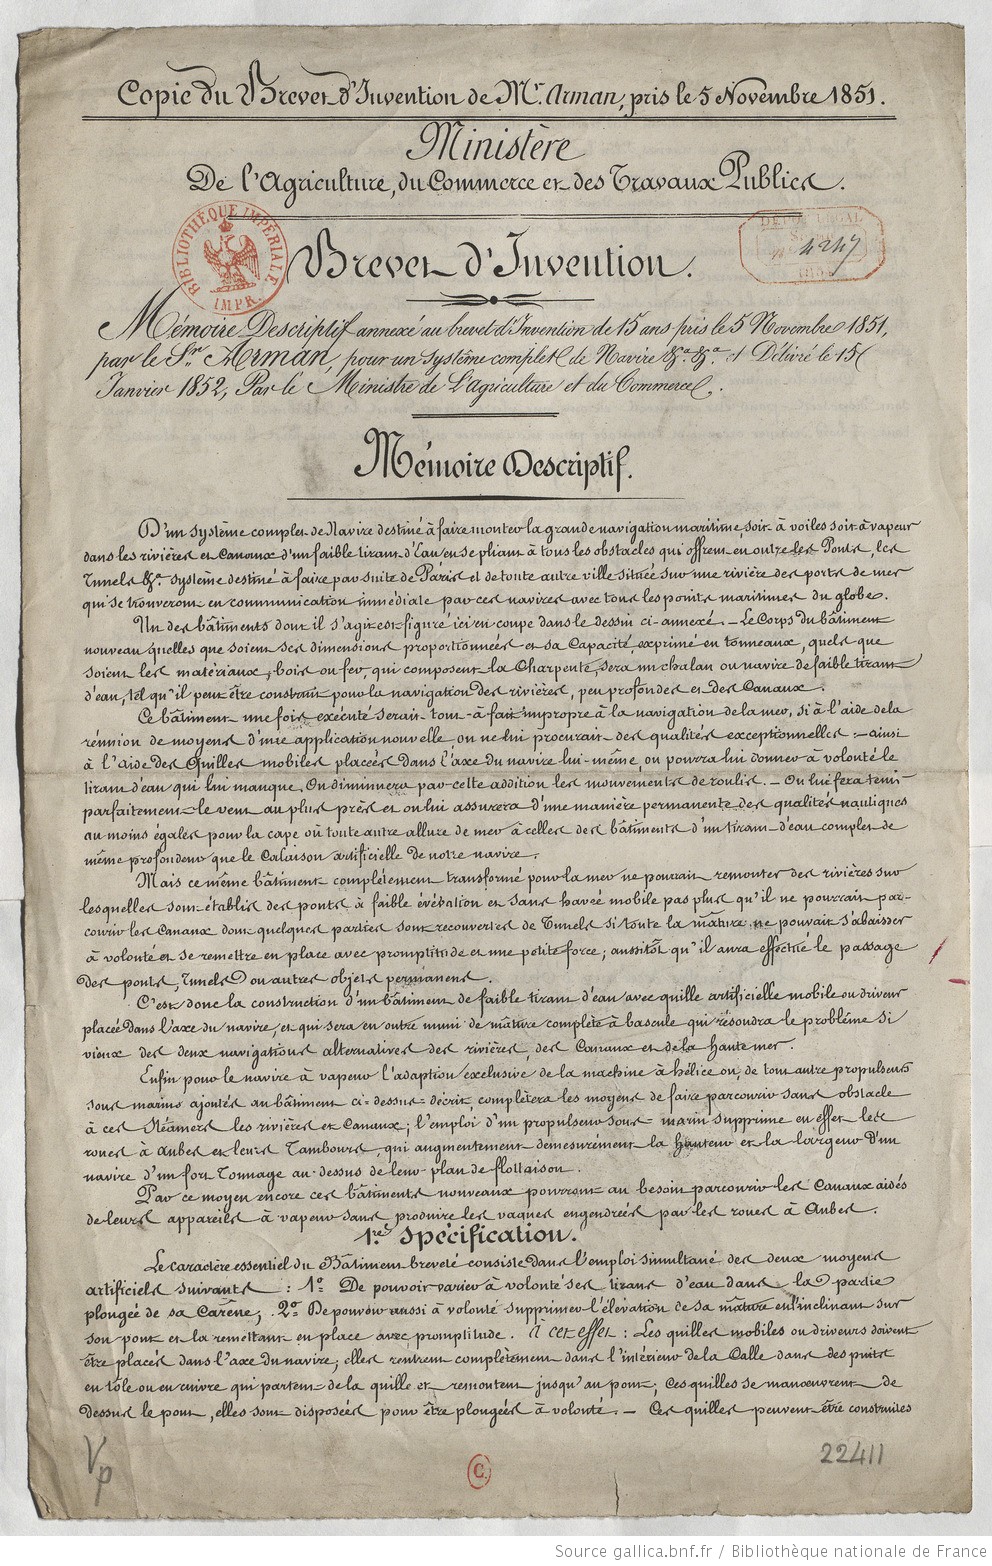 Copie du Brevet d'Invention de Mr. Arman, pris le 5 Novembre 1851.
Ministère
De l'Agriculture, du Commerce et des Travaux Publics.
BIBLIOTHÈQUE IMPÉRIALE
IMPR.
DÉPÔT LÉGAL
4247
Brevet d'Invention.
Mémoire Descriptif annexé au brevet d'Invention de 15 ans pris le 5 Novembre 1851,
par le Sr. Arman, pour un système complet de Navire &a. &a. Délivré le 15
Janvier 1852, Par le Ministre de L'agriculture et du Commerce.
Mémoire Descriptif.
D'un système complet de Navire destiné à faire monter la grande navigation maritime, soit à voiles soit à vapeur
dans les rivières et Canaux d'un faible tirant d'Eau en se pliant à tous les obstacles qui offrent en outre les Ponts, les
Tunnels &a. système destiné à faire par suite de Paris et de toute autre ville située sur une rivière des ports de mer
qui se trouveront en communication immédiate par ces navires avec tous les points maritimes du globe.
Un des bâtiments dont il s'agit est figuré ici en coupe dans le dessin ci-annexé. - Le Corps du bâtiment
nouveau quelles que soient ses dimensions proportionnées et sa Capacité, exprimé en tonneaux, quels que
soient les matériaux, bois ou fer, qui composent la Charpente, sera un chalan ou navire de faible tirant
d'eau, tel qu'il peut être construit pour la navigation des rivières, peu profondes et des Canaux.
Ce bâtiment une fois exécuté serait tout-à fait impropre à la navigation de la mer, si à l'aide de la
réunion de moyens d'une application nouvelle on ne lui procurait des qualités exceptionnelles :- ainsi
à l'aide des Quilles mobiles placées dans l'axe du navire lui-même, on pourra lui donner à volonté le
tirant d'eau qui lui manque, On diminuera par cette addition les mouvements de roulis. - On lui fera tenir
parfaitement le vent au plus près et on lui assurera d'une manière permanente des qualités nautiques
au moins égales pour la cape où toute autre allure de mer à celles des bâtiments d'un tirant d'eau complet de
même profondeur que le Calaison artificielle de notre navire.
Mais ce même bâtiment complétement transformé pour la mer ne pourrait remonter des rivières sur
lesquelles sont établis des ponts à faible élévation et sans travée mobile pas plus qu'il ne pourrait par-
courir les Canaux dont quelques parties sont recouvertes de Tunnels si toute la mâture ne pouvait s'abaisser
à volonté et se remettre en place avec promptitude et une petite force ; aussitôt qu'il aura effectué le passage
des ponts, Tunnels ou autres objets permanens.
C'est donc la construction d'un bâtiment de faible tirant d'eau avec quille artificielle mobile ou driveur
placée dans l'axe du navire, et qui sera en outre muni de mâture complète à bascule qui résoudra le problème si
vieux des deux navigations alternatives des rivières, des Canaux et de la haute mer.
Enfin pour le navire à vapeur l'adaption exclusive de la machine à hélice ou, de tout autre propulseur
sous marins ajoutés au bâtiment ci-dessus-décrit, complètera les moyens de faire parcourir sans obstacle
à ces Stéamers les rivières et Canaux ; l'emploi d'un propulseur sous-marin supprime en effet les
roues à Aubes et leurs Tambours, qui augmentent demesurément la hauteur et la largeur d'un
navire d'un fort Tonnage au-dessus de leur plan de flottaison.
Par ce moyen encore ces bâtiments nouveaux pourront au besoin parcourir les Canaux aidés
de leurs appareils à vapeur sans produire les vagues engendrées par les roues à Aubes.
1re. Spécification.
Le caractère essentiel du Bâtiment breveté consiste dans l'emploi simultané des deux moyens
artificiels suivants : 1o. De pouvoir varier à volonté ses tirans d'eau dans la partie
plongée de sa Carène, 2o. De pouvoir aussi à volonté supprimer l'élévation de sa mâture en l'inclinant sur
son pont et la remettant en place avec promptitude. à cet effet : Les quilles mobiles ou driveurs doivent
être placés dans l'axe du navire ; elles rentrent complètement dans l'intérieur de la Calle dans des puits
en tôle ou en cuivre qui partent de la quille et remontent jusqu'au pont ; Ces quilles se manœuvrent de
dessus le pont, elles sont disposées pour être plongées à volonté. - Ces quilles peuvent être construites
Vp
C.
22411
Source gallica.bnf.fr / Bibliothèque nationale de France